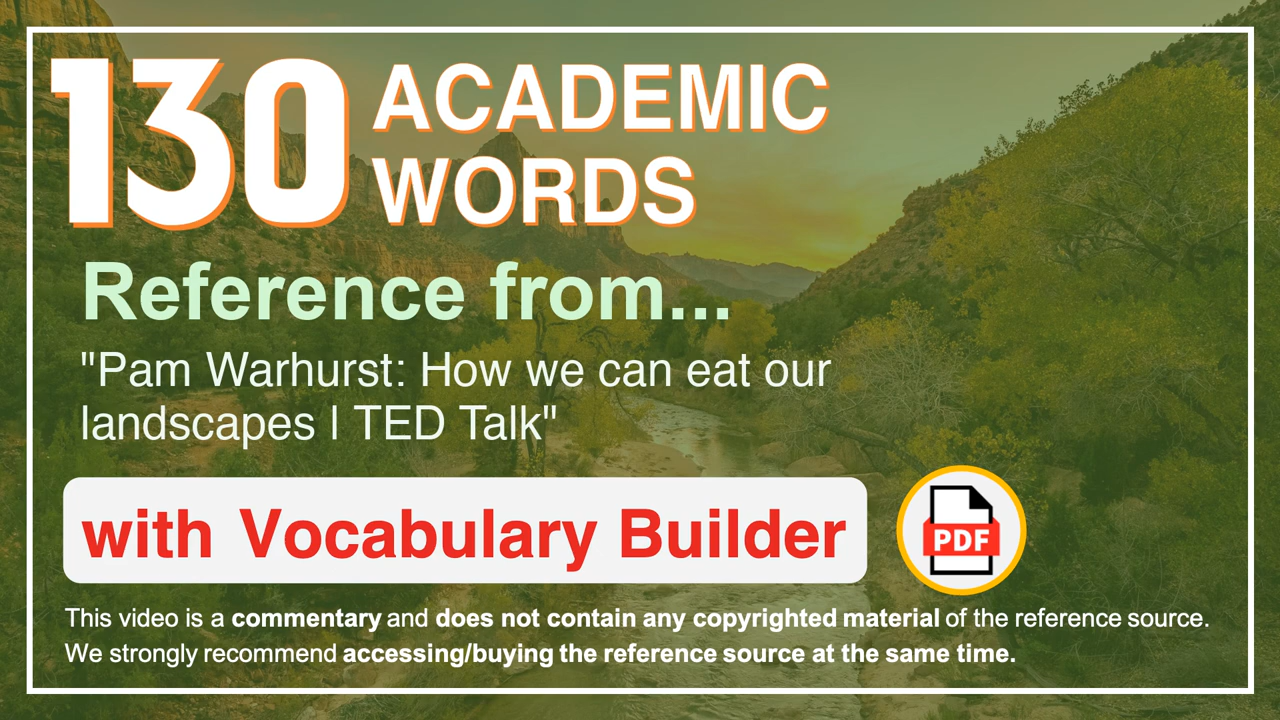 130 ACADEMIC
WORDS
Reference from...
"Pam Warhurst: How we can eat our
landscapes | TED Talk"
with Vocabulary Builder
PDF
This video is a commentary and does not contain any copyrighted material of the reference source.
We strongly recommend accessing/buying the reference source at the same time.